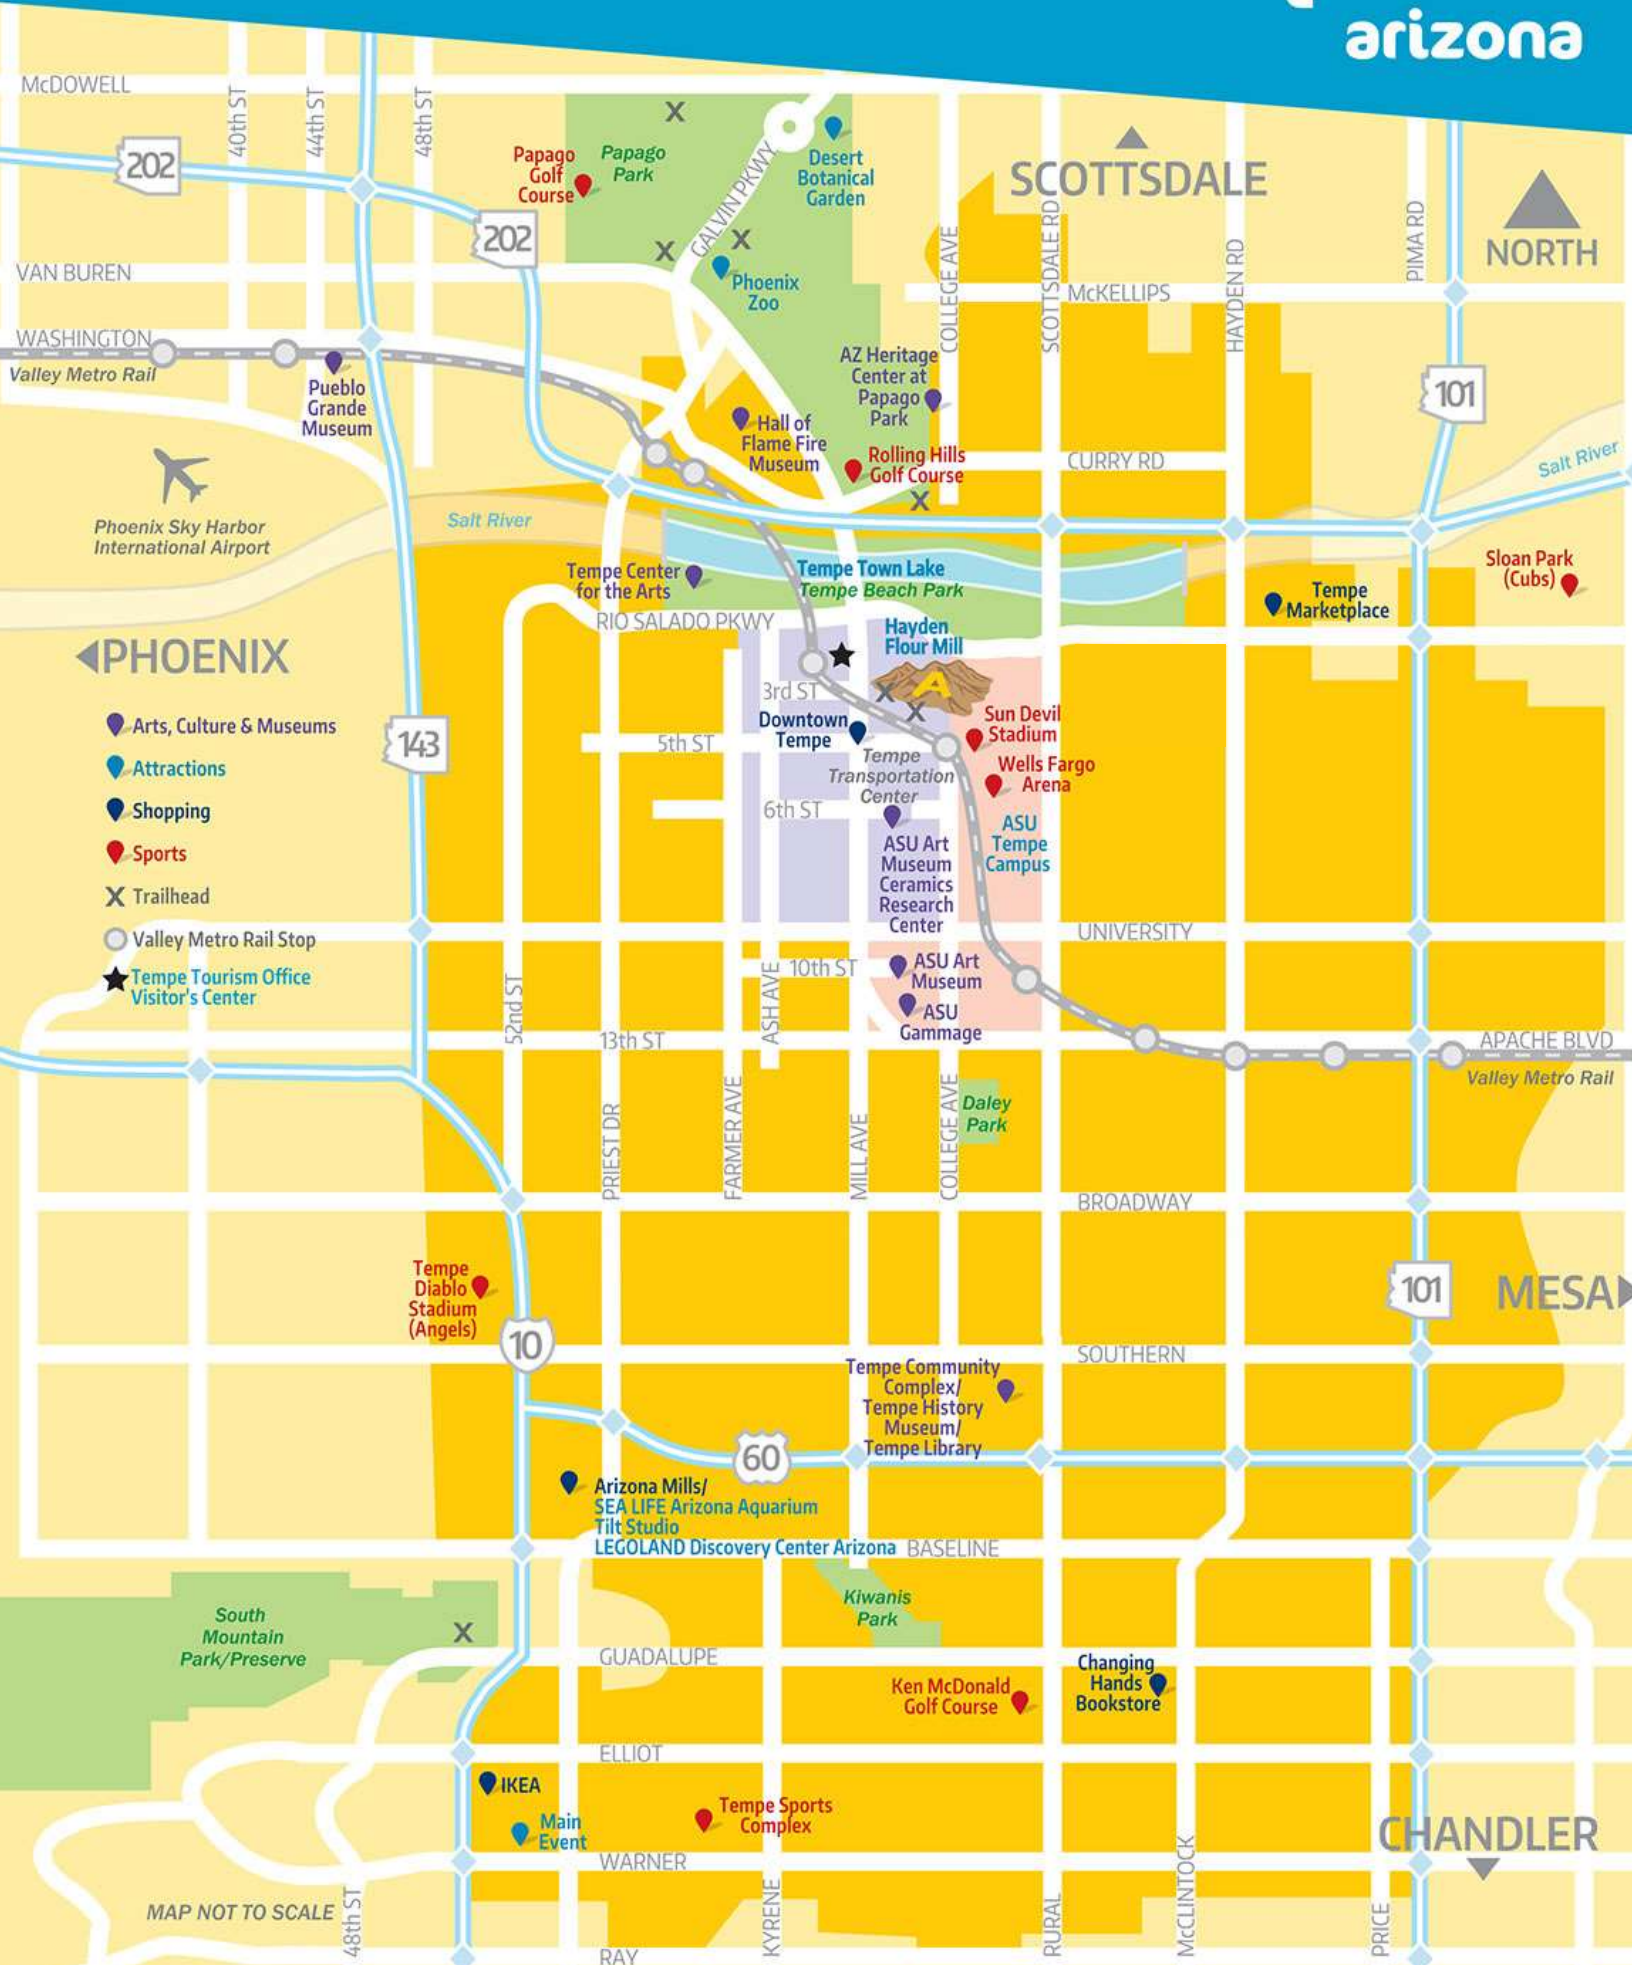 arizona
McDOWELL
40th ST
44th ST
48th ST
202
202
Papago
Golf
Course
Papago
Park
GALVIN PKWY
Desert
Botanical
Garden
SCOTTSDALE
NORTH
COLLEGE AVE
SCOTTSDALE RD
HAYDEN RD
PIMA RD
VAN BUREN
Phoenix
Zoo
McKELLIPS
WASHINGTON
Valley Metro Rail
Pueblo
Grande
Museum
AZ Heritage
Center at
Papago
Park
101
Hall of
Flame Fire
Museum
Rolling Hills
Golf Course
CURRY RD
Salt River
Phoenix Sky Harbor
International Airport
Salt River
Tempe Center
for the Arts
Tempe Town Lake
Tempe Beach Park
Sloan Park
(Cubs)
Tempe
Marketplace
RIO SALADO PKWY
Hayden
Flour Mill
A
PHOENIX
3rd ST
Downtown
Tempe
Sun Devil
Stadium
5th ST
Tempe
Transportation
Center
Wells Fargo
Arena
143
6th ST
ASU Art
Museum
Ceramics
Research
Center
ASU
Tempe
Campus
Arts, Culture & Museums
Attractions
Shopping
Sports
X Trailhead
Valley Metro Rail Stop
Tempe Tourism Office
Visitor's Center
UNIVERSITY
52nd ST
ASH AVE
10th ST
ASU Art
Museum
ASU
Gammage
13th ST
APACHE BLVD
Valley Metro Rail
PRIEST DR
FARMER AVE
MILL AVE
COLLEGE AVE
Daley
Park
BROADWAY
Tempe
Diablo
Stadium
(Angels)
10
101
MESA
SOUTHERN
Tempe Community
Complex/
Tempe History
Museum/
Tempe Library
60
Arizona Mills/
SEA LIFE Arizona Aquarium
Tilt Studio
LEGOLAND Discovery Center Arizona
BASELINE
South
Mountain
Park/Preserve
Kiwanis
Park
GUADALUPE
Ken McDonald
Golf Course
Changing
Hands
Bookstore
ELLIOT
IKEA
Main
Event
Tempe Sports
Complex
CHANDLER
WARNER
MAP NOT TO SCALE
48th ST
KYRENE
RURAL
McCLINTOCK
PRICE
RAY